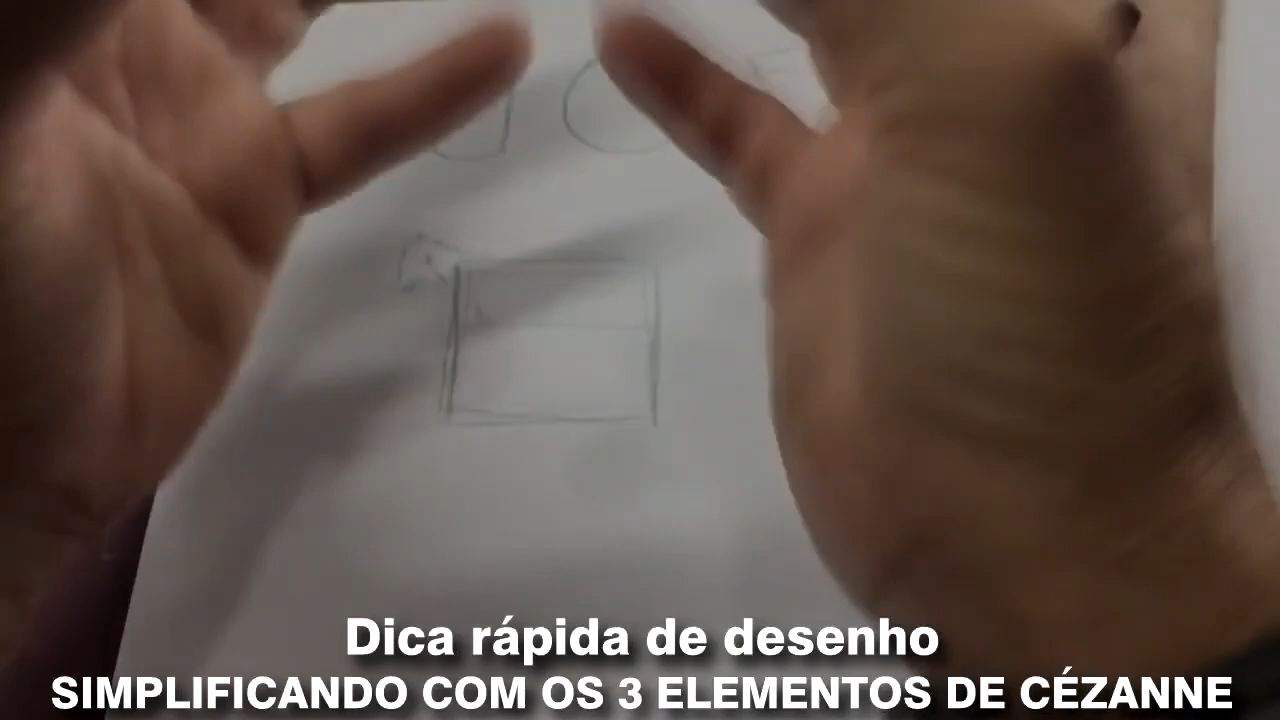 Dica rápida de desenho
SIMPLIFICANDO COM OS 3 ELEMENTOS DE CÉZANNE